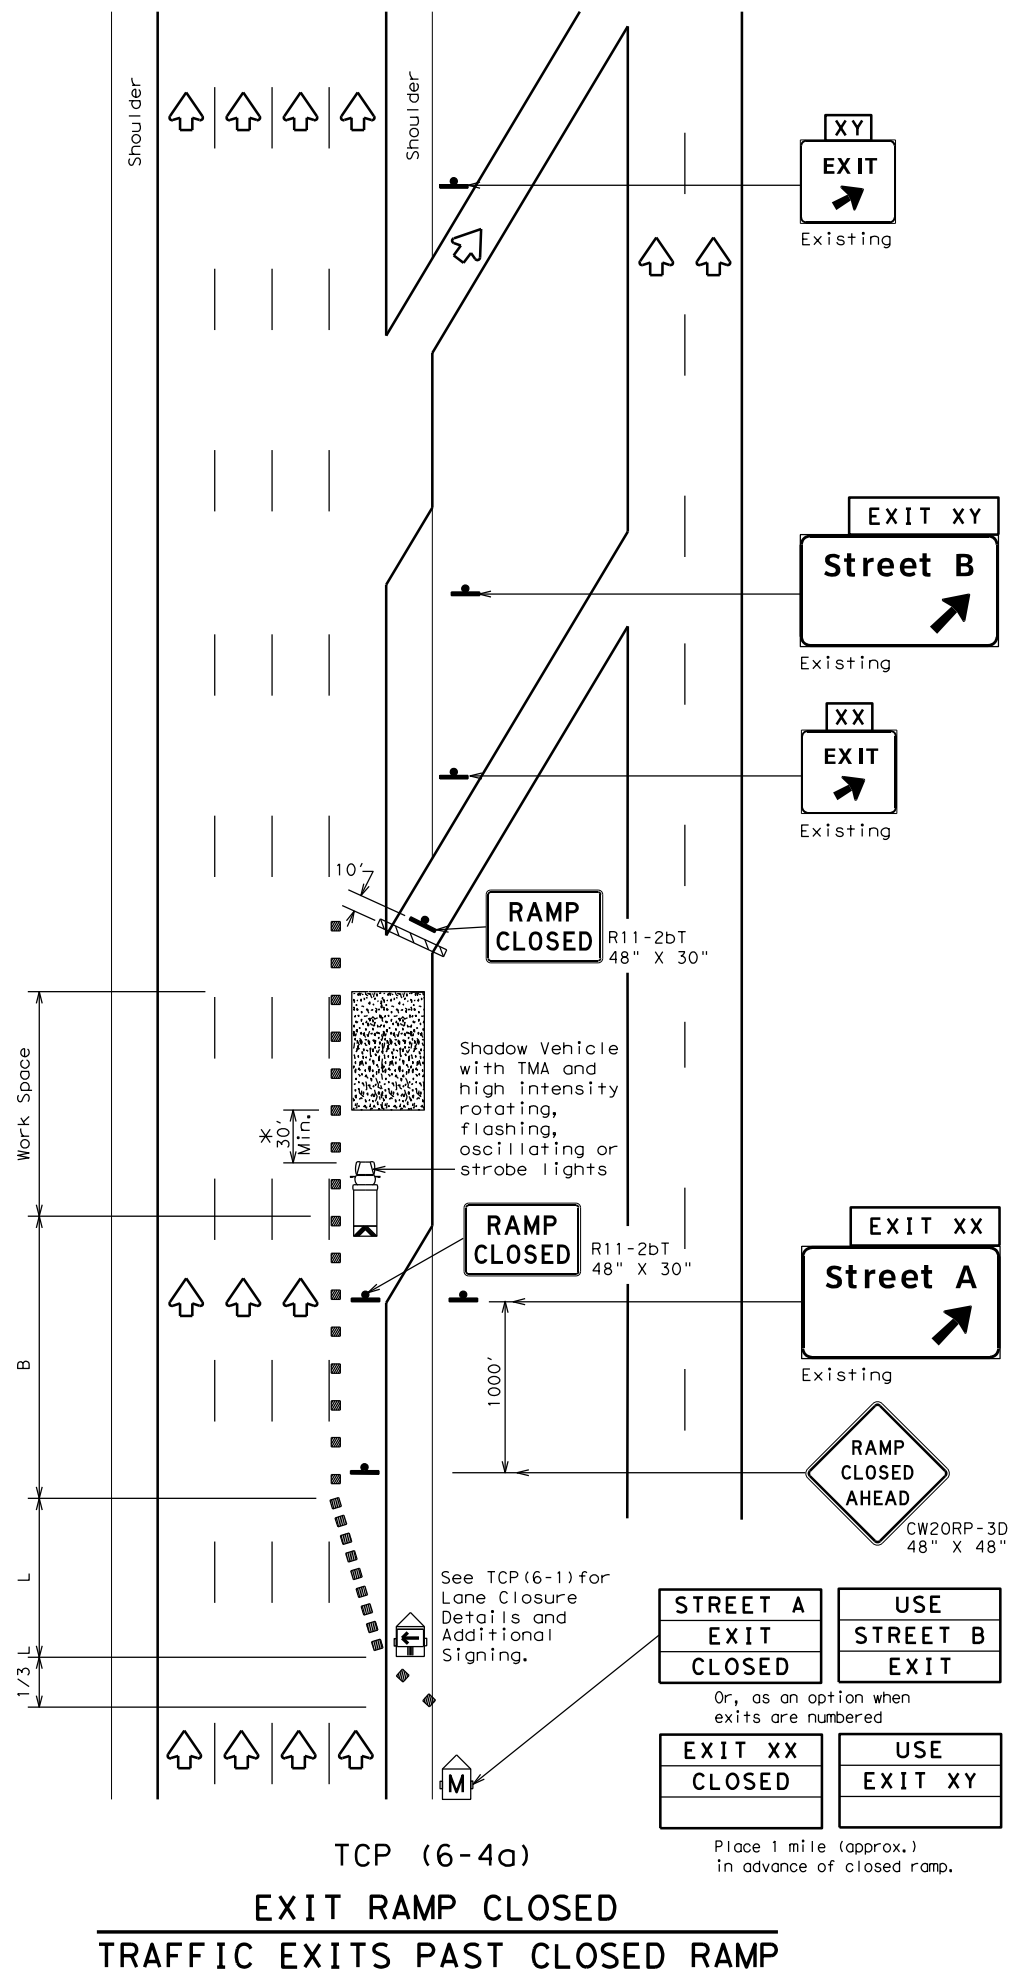 Shoulder
Shoulder
XY
EXIT
Existing
EXIT XY
Street B
Existing
XX
EXIT
Existing
10'
RAMP
CLOSED
R11-2bT
48" X 30"
Work Space
*
30'
Min.
Shadow Vehicle
with TMA and
high intensity
rotating,
flashing,
oscillating or
strobe lights
RAMP
CLOSED
R11-2bT
48" X 30"
EXIT XX
Street A
Existing
B
1000'
RAMP
CLOSED
AHEAD
CW20RP-3D
48" X 48"
L
1/3 L
See TCP(6-1)for
Lane Closure
Details and
Additional
Signing.
STREET A
EXIT
CLOSED
USE
STREET B
EXIT
Or, as an option when
exits are numbered
EXIT XX
CLOSED
USE
EXIT XY
M
Place 1 mile (approx.)
in advance of closed ramp.
TCP (6-4a)
EXIT RAMP CLOSED
TRAFFIC EXITS PAST CLOSED RAMP